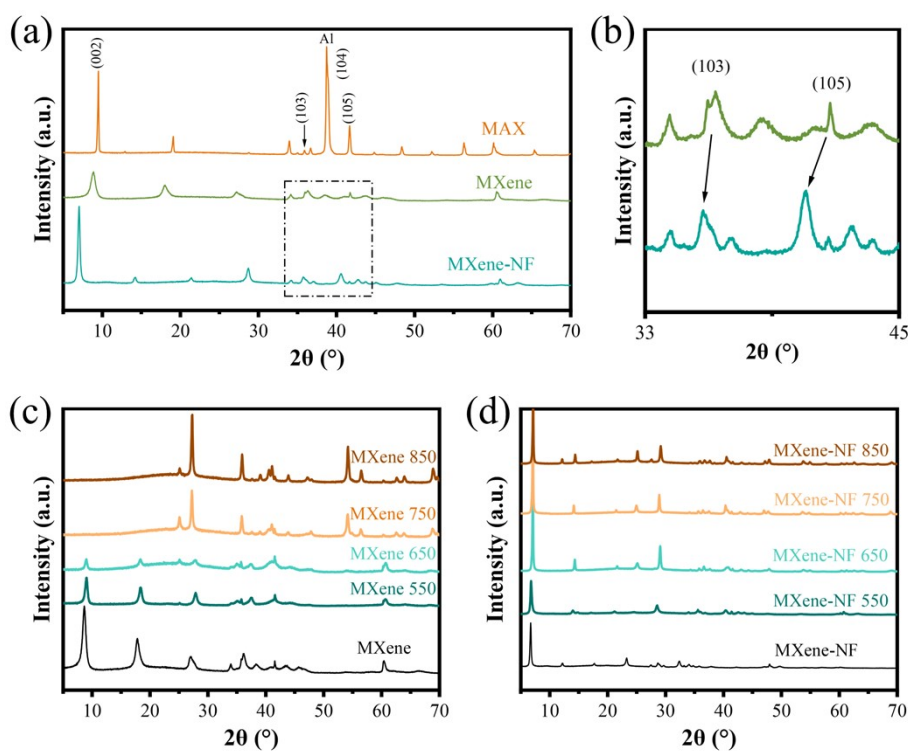 (a)
(002)
Al
(103)
(104)
(105)
MAX
MXene
MXene-NF
Intensity (a.u.)
10 20 30 40 50 60 70
2θ (°)
(b)
(103)
(105)
Intensity (a.u.)
33 45
2θ (°)
(c)
MXene 850
MXene 750
MXene 650
MXene 550
MXene
Intensity (a.u.)
10 20 30 40 50 60 70
2θ (°)
(d)
MXene-NF 850
MXene-NF 750
MXene-NF 650
MXene-NF 550
MXene-NF
Intensity (a.u.)
10 20 30 40 50 60 70
2θ (°)